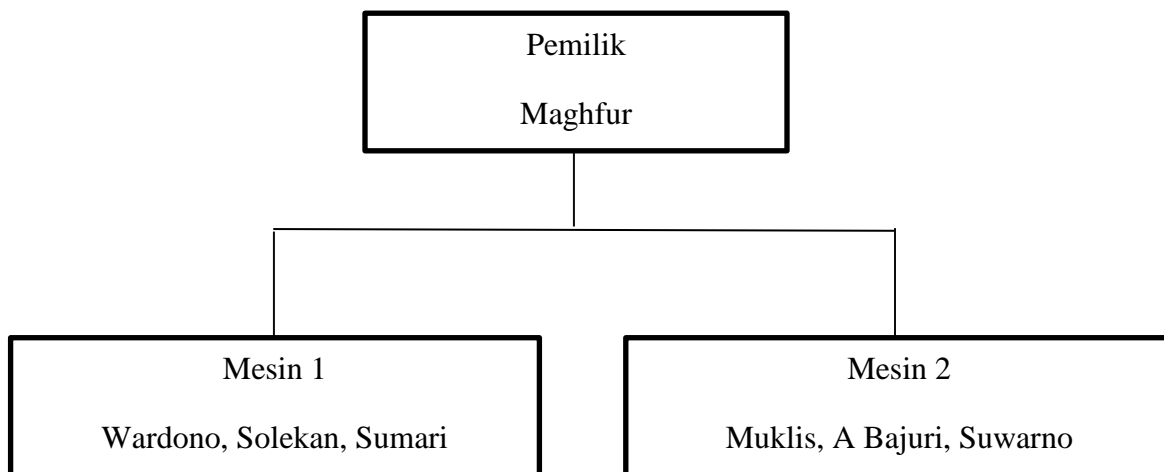 Pemilik
Maghfur
Mesin 1
Wardono, Solekan, Sumari
Mesin 2
Muklis, A Bajuri, Suwarno